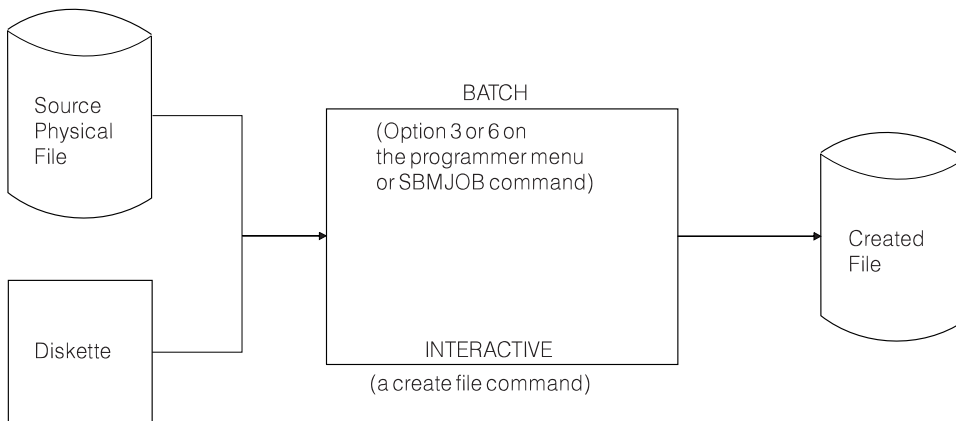 Source
Physical
File
Diskette
BATCH
(Option 3 or 6 on
the programmer menu
or SBMJOB command)
INTERACTIVE
(a create file command)
Created
File